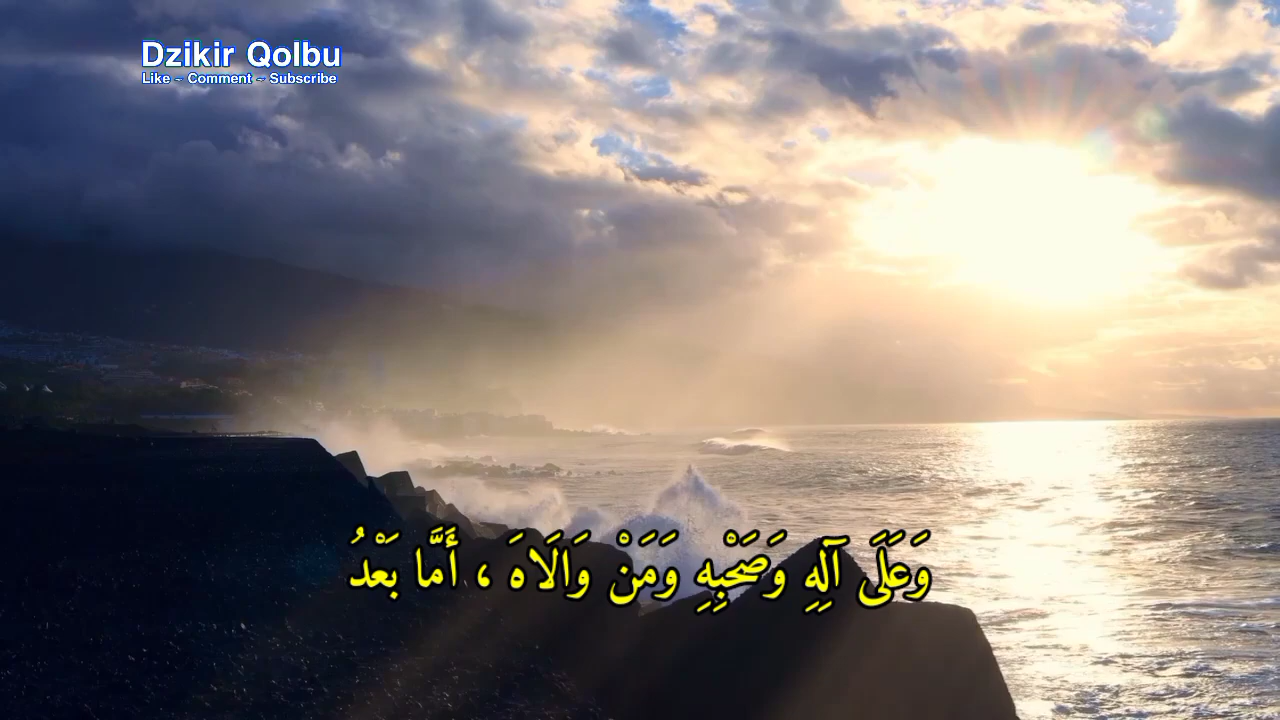 Dzikir Qolbu
Like ~ Comment ~ Subscribe
وَعَلَى آلِهِ وَصَحْبِهِ وَمَنْ وَالَاهَ ، أَمَّا بَعْدُ